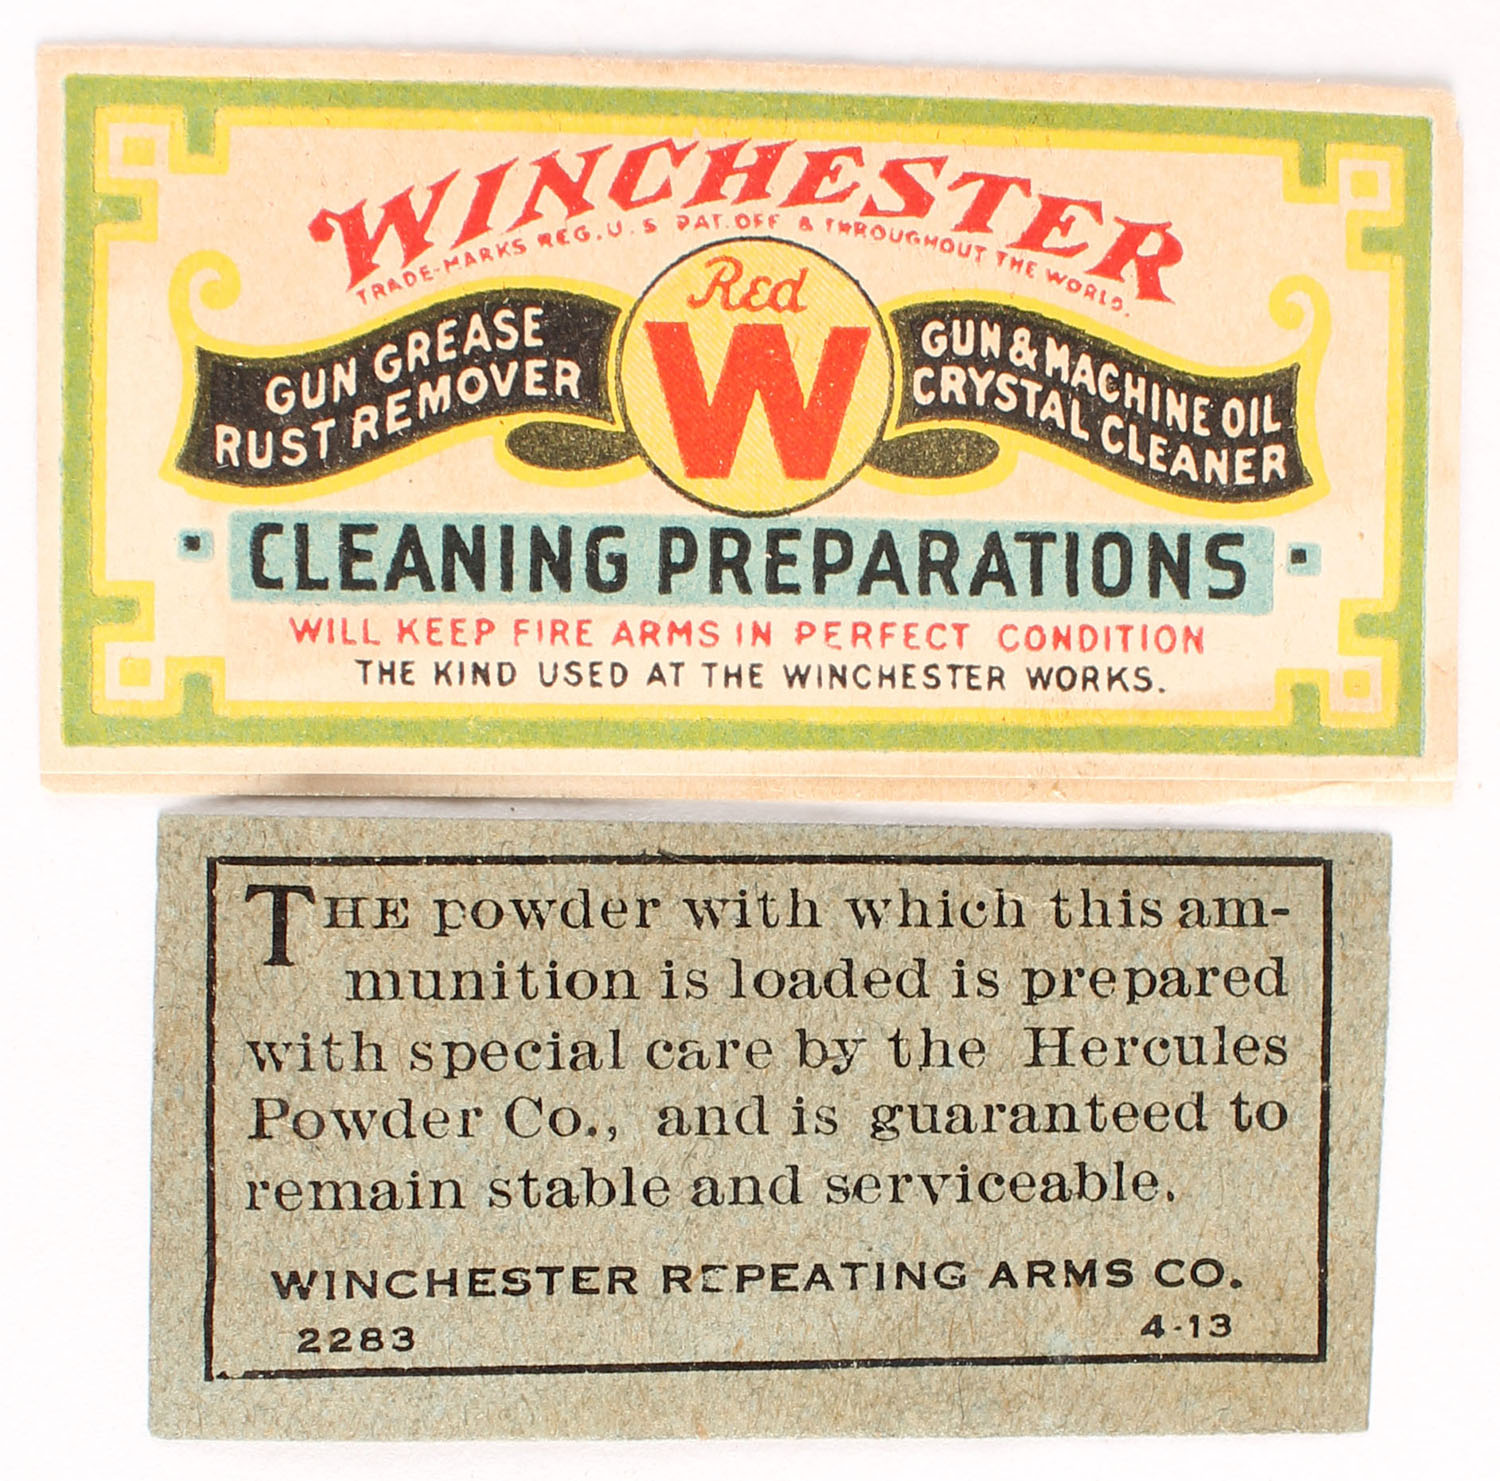 WINCHESTER
TRADE-MARKS REG. U. S PAT. OFF & THROUGHOUT THE WORLD.
Red
W
GUN GREASE
RUST REMOVER
GUN & MACHINE OIL
CRYSTAL CLEANER
· CLEANING PREPARATIONS ·
WILL KEEP FIRE ARMS IN PERFECT CONDITION
THE KIND USED AT THE WINCHESTER WORKS.
THE powder with which this am-
munition is loaded is prepared
with special care by the Hercules
Powder Co., and is guaranteed to
remain stable and serviceable.
WINCHESTER REPEATING ARMS CO.
2283 4-13